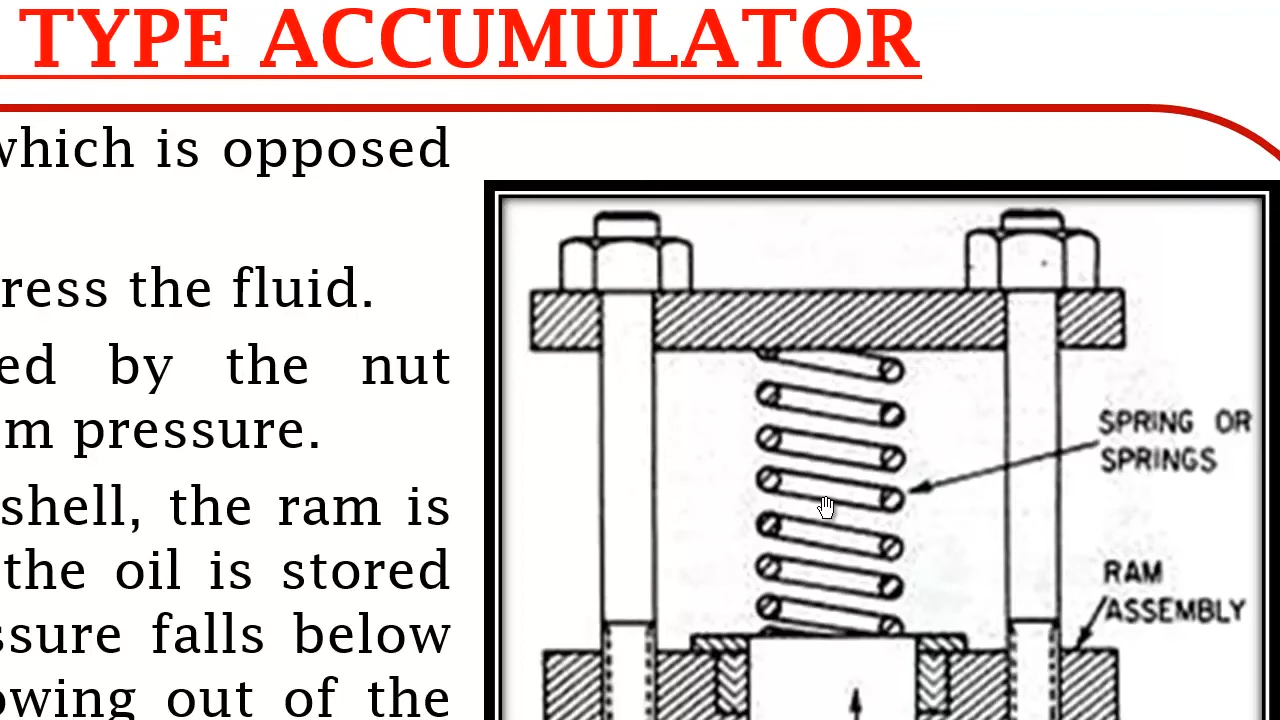 TYPE ACCUMULATOR
which is opposed
ress the fluid.
ed by the nut
m pressure.
shell, the ram is
the oil is stored
ssure falls below
owing out of the
SPRING OR
SPRINGS
RAM
ASSEMBLY